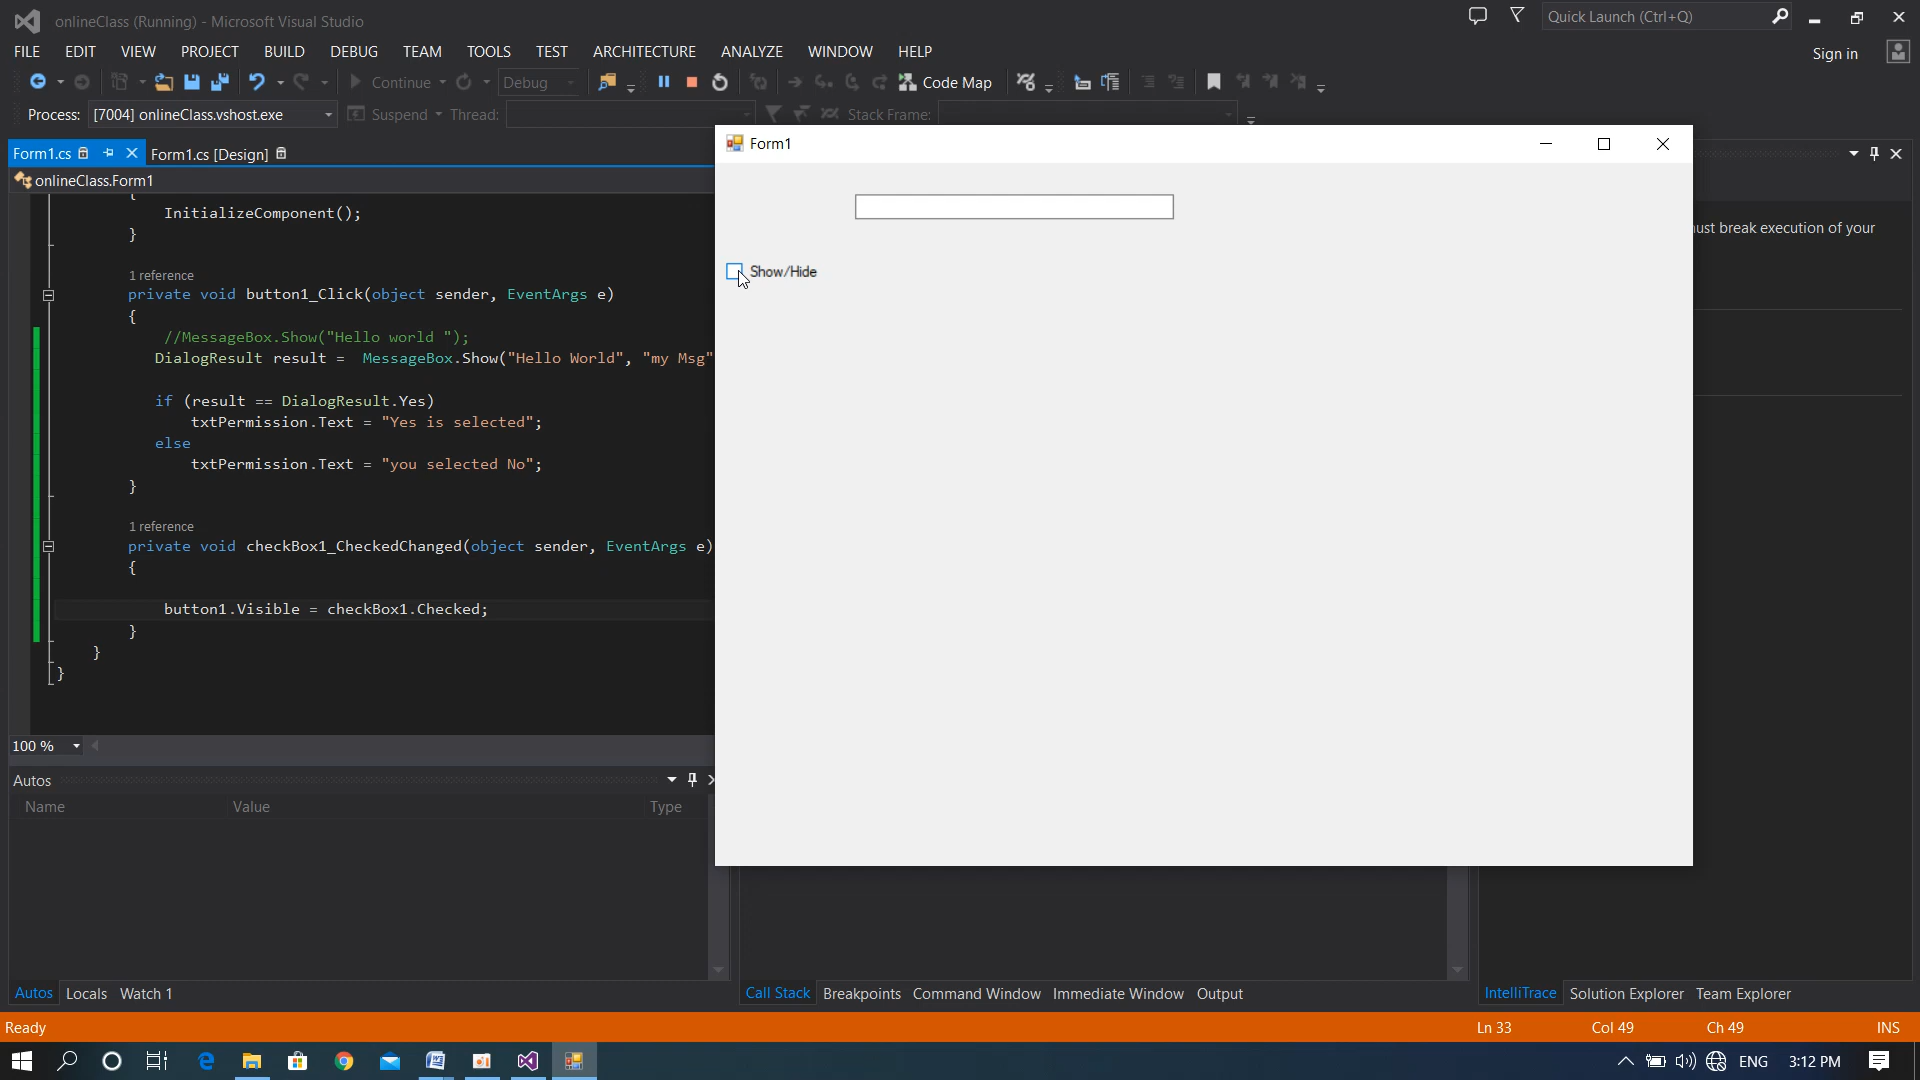 onlineClass (Running) - Microsoft Visual Studio
Quick Launch (Ctrl+Q)
FILE EDIT VIEW PROJECT BUILD DEBUG TEAM TOOLS TEST ARCHITECTURE ANALYZE WINDOW HELP
Sign in
Continue Debug Code Map
Process: [7004] onlineClass.vshost.exe Suspend Thread: Stack Frame:
Form1.cs Form1.cs [Design]
Form1
onlineClass.Form1
{
InitializeComponent();
}
ust break execution of your
Show/Hide
1 reference
private void button1_Click(object sender, EventArgs e)
{
//MessageBox.Show("Hello world ");
DialogResult result = MessageBox.Show("Hello World", "my Msg"
if (result == DialogResult.Yes)
txtPermission.Text = "Yes is selected";
else
txtPermission.Text = "you selected No";
}
1 reference
private void checkBox1_CheckedChanged(object sender, EventArgs e)
{
button1.Visible = checkBox1.Checked;
}
}
}
100 %
Autos
Name Value Type
Autos Locals Watch 1
Call Stack Breakpoints Command Window Immediate Window Output
IntelliTrace Solution Explorer Team Explorer
Ready Ln 33 Col 49 Ch 49 INS
ENG 3:12 PM